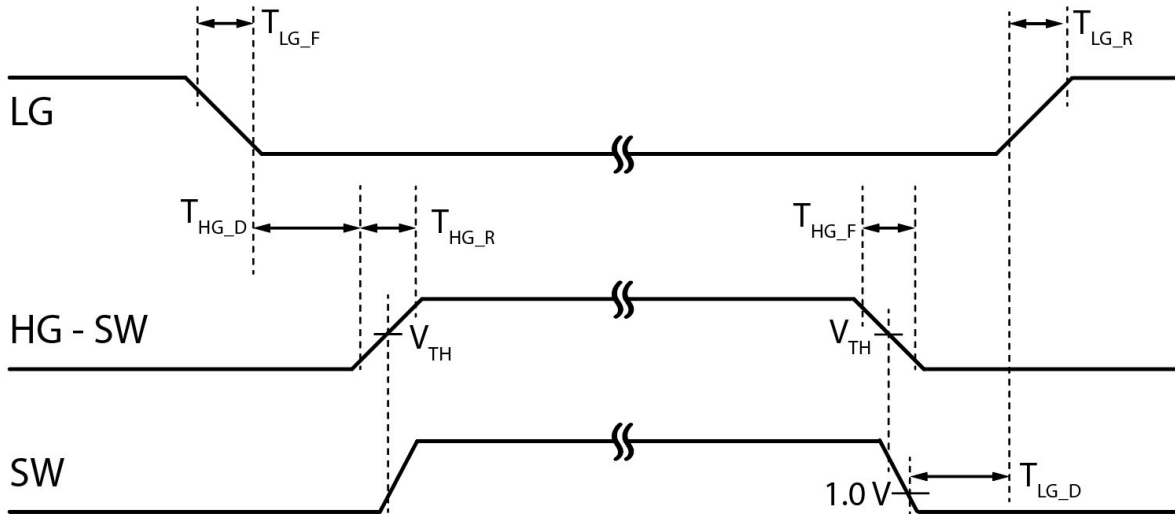 T_LG_F
T_LG_R
LG
T_HG_D
T_HG_R
T_HG_F
HG - SW
V_TH
V_TH
SW
1.0 V
T_LG_D